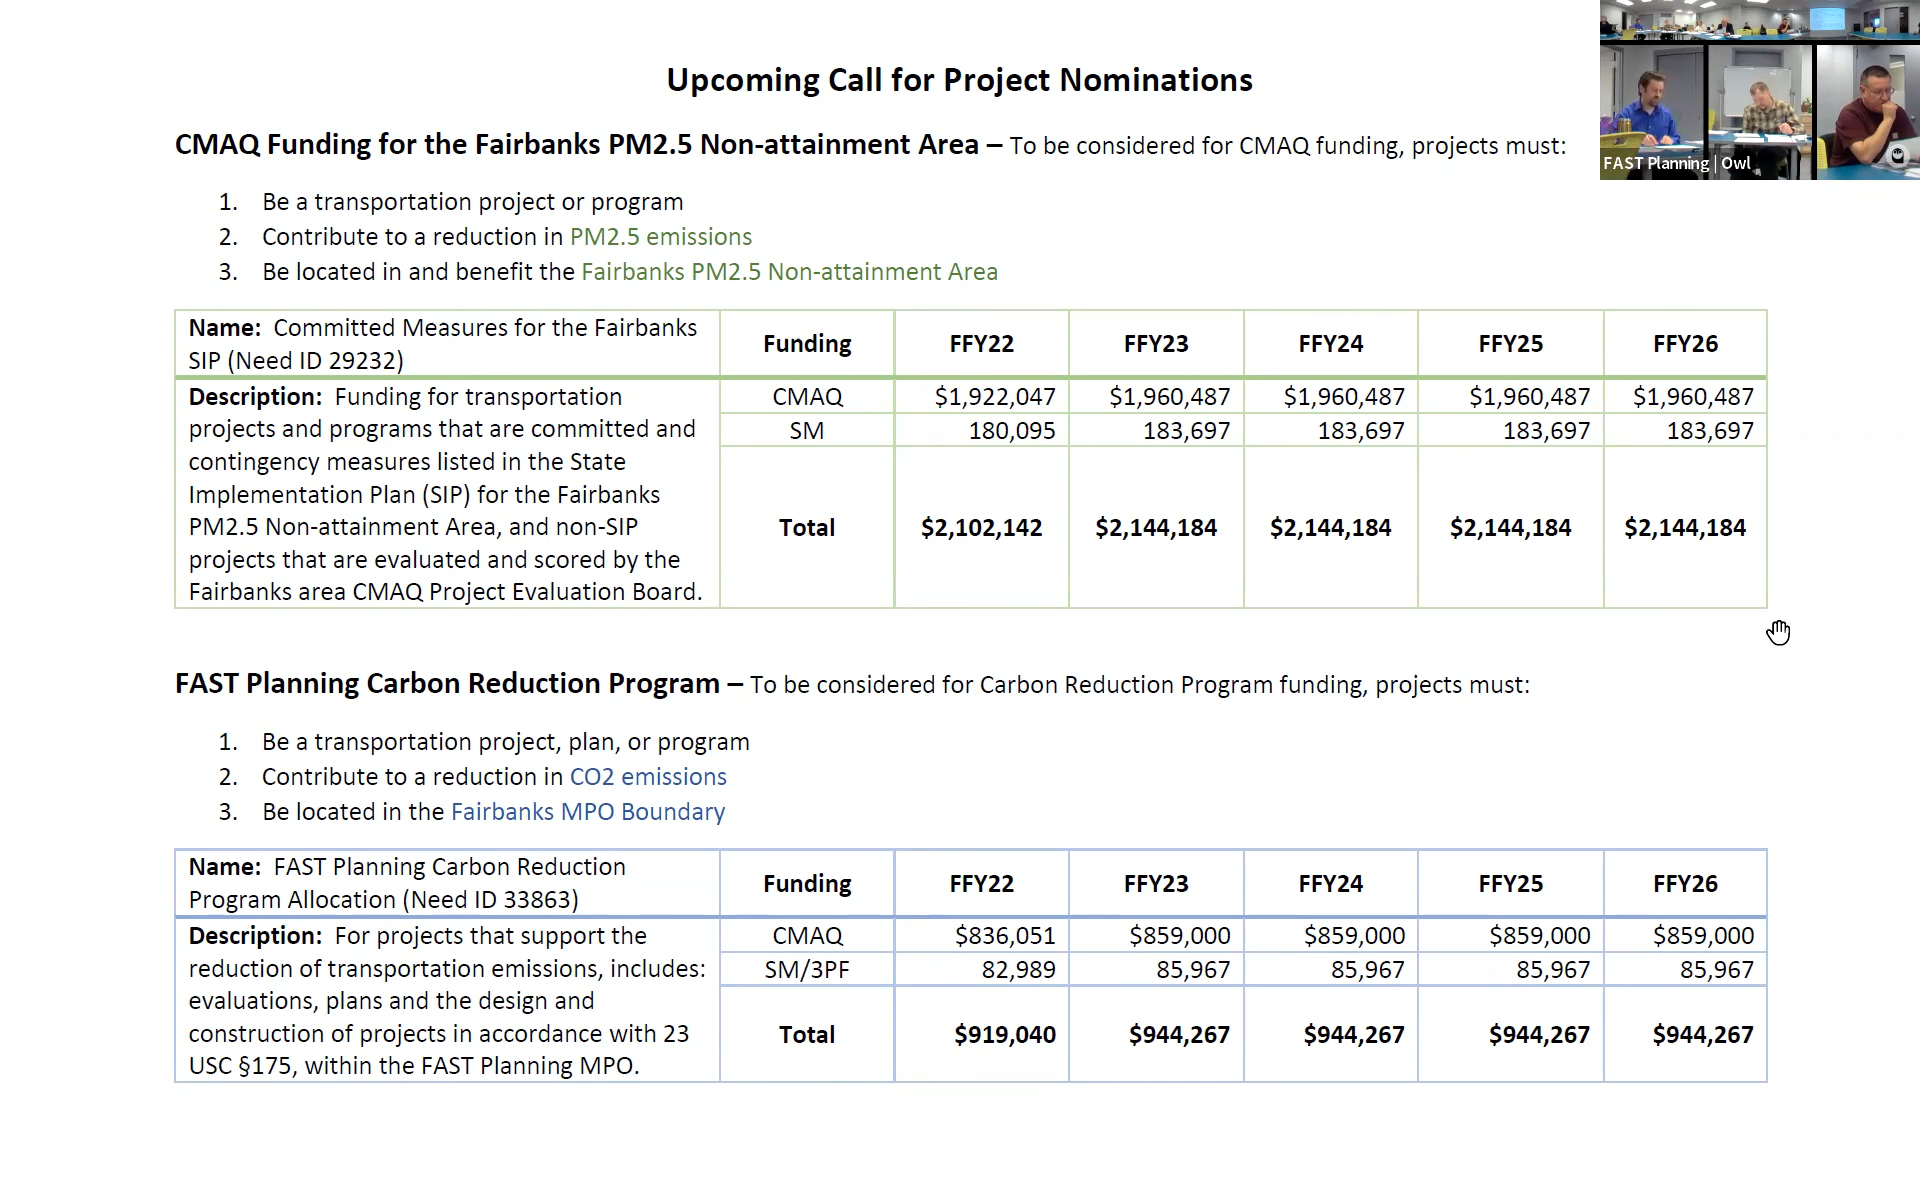 Upcoming Call for Project Nominations
CMAQ Funding for the Fairbanks PM2.5 Non-attainment Area – To be considered for CMAQ funding, projects must:
FAST Planning | Owl
1. Be a transportation project or program
2. Contribute to a reduction in PM2.5 emissions
3. Be located in and benefit the Fairbanks PM2.5 Non-attainment Area
Name: Committed Measures for the Fairbanks
SIP (Need ID 29232)
Funding FFY22 FFY23 FFY24 FFY25 FFY26
Description: Funding for transportation
projects and programs that are committed and
contingency measures listed in the State
Implementation Plan (SIP) for the Fairbanks
PM2.5 Non-attainment Area, and non-SIP
projects that are evaluated and scored by the
Fairbanks area CMAQ Project Evaluation Board.
CMAQ $1,922,047 $1,960,487 $1,960,487 $1,960,487 $1,960,487
SM 180,095 183,697 183,697 183,697 183,697
Total $2,102,142 $2,144,184 $2,144,184 $2,144,184 $2,144,184
FAST Planning Carbon Reduction Program – To be considered for Carbon Reduction Program funding, projects must:
1. Be a transportation project, plan, or program
2. Contribute to a reduction in CO2 emissions
3. Be located in the Fairbanks MPO Boundary
Name: FAST Planning Carbon Reduction
Program Allocation (Need ID 33863)
Funding FFY22 FFY23 FFY24 FFY25 FFY26
Description: For projects that support the
reduction of transportation emissions, includes:
evaluations, plans and the design and
construction of projects in accordance with 23
USC §175, within the FAST Planning MPO.
CMAQ $836,051 $859,000 $859,000 $859,000 $859,000
SM/3PF 82,989 85,967 85,967 85,967 85,967
Total $919,040 $944,267 $944,267 $944,267 $944,267